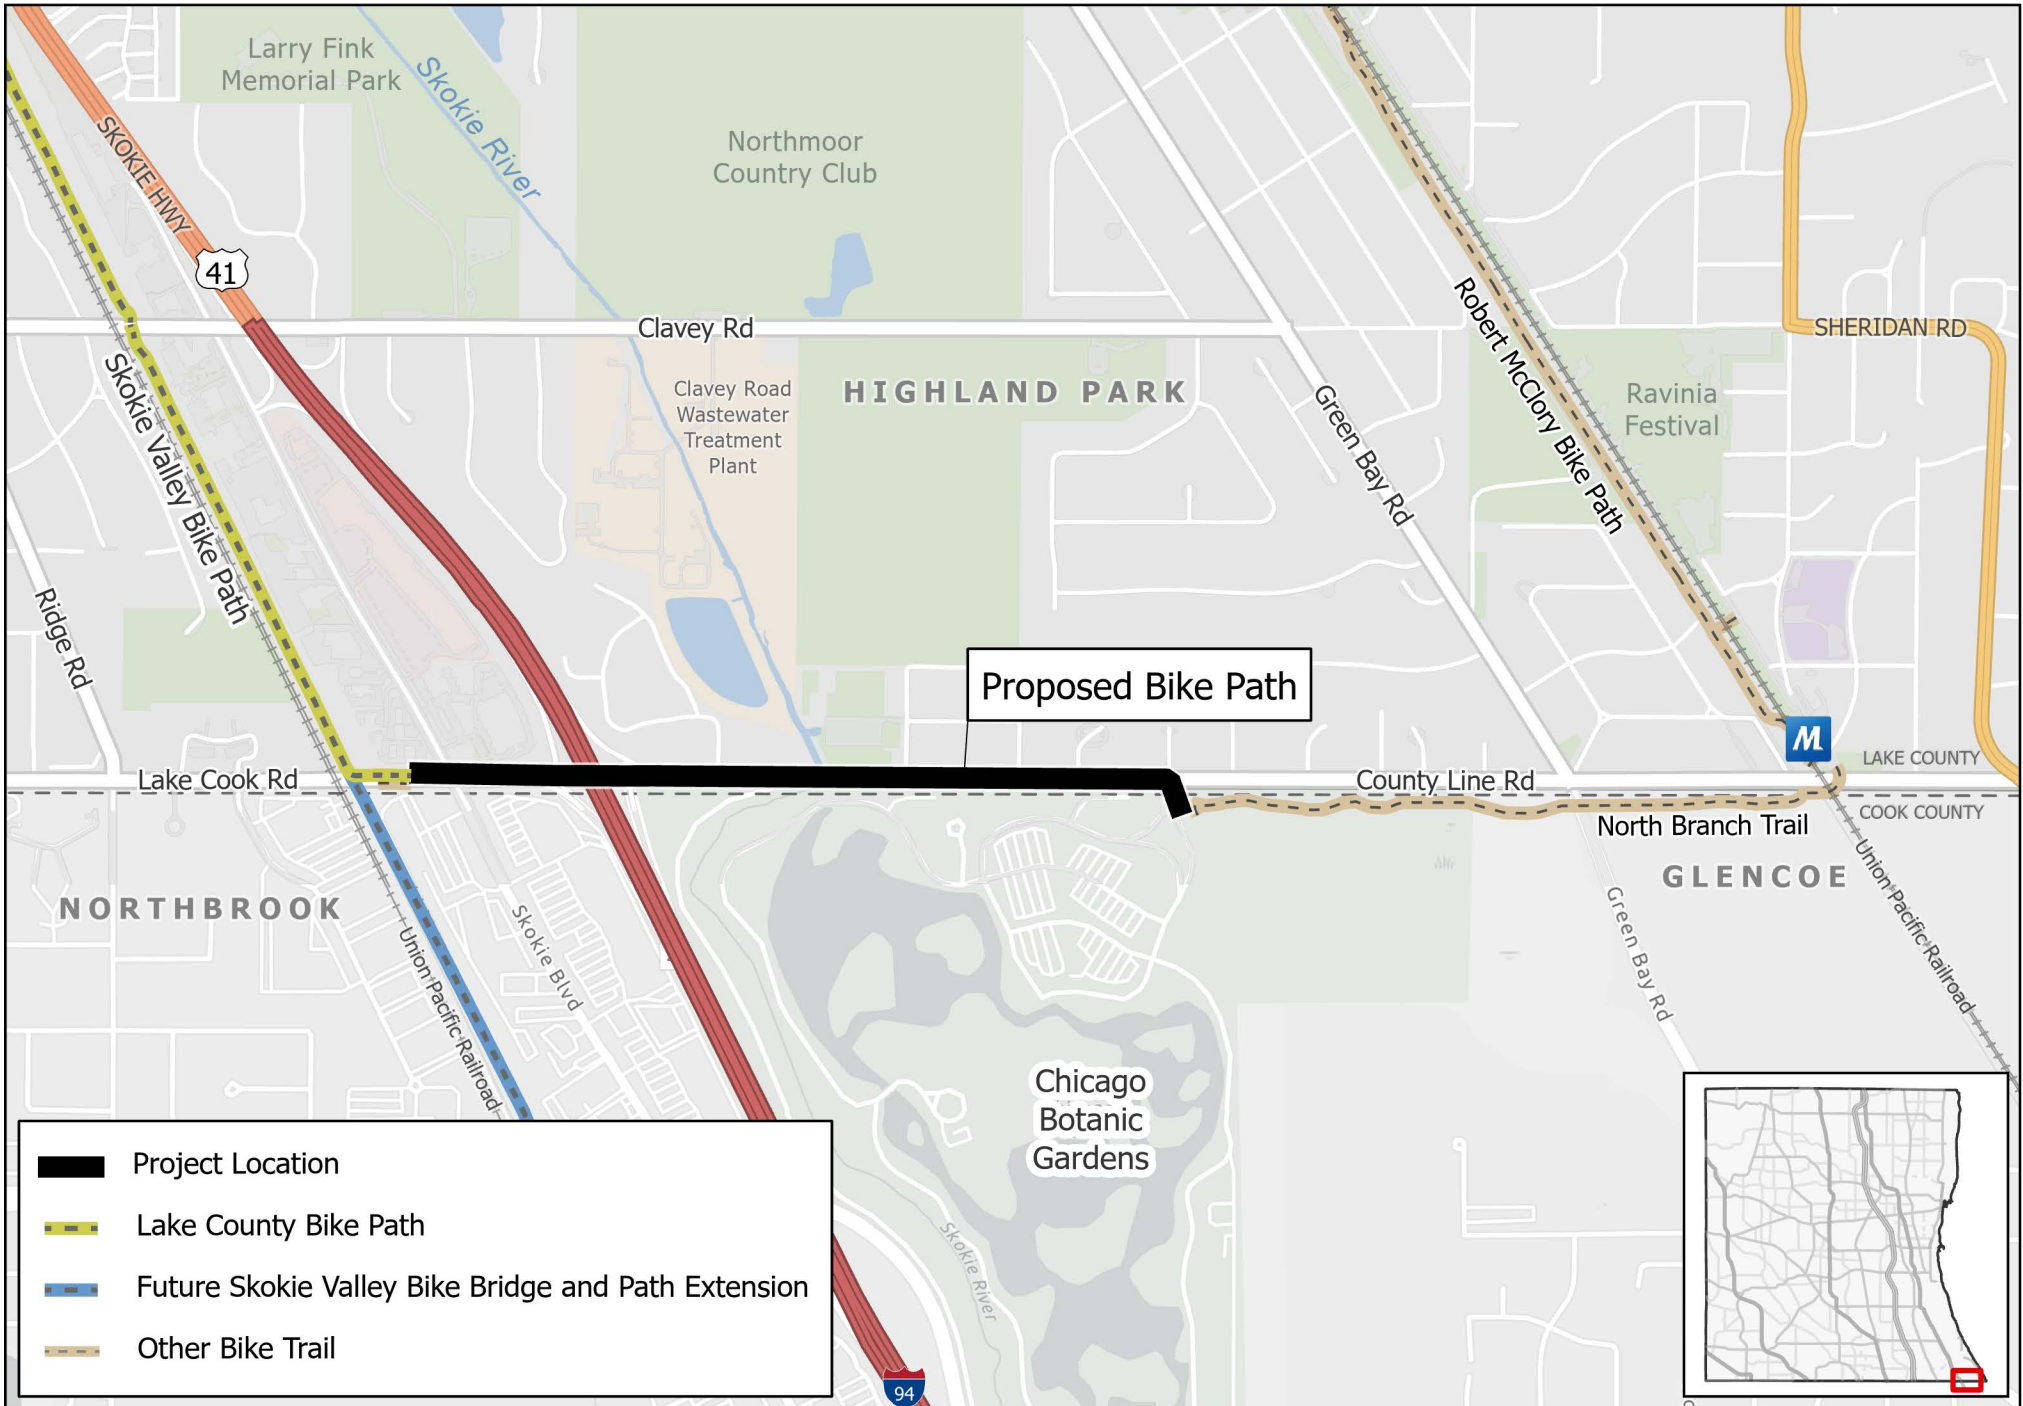 Larry Fink
Memorial Park
Skokie River
Northmoor
Country Club
SKOKIE HWY
41
Clavey Rd
SHERIDAN RD
Robert McClory Bike Path
Skokie Valley Bike Path
Clavey Road
Wastewater
Treatment
Plant
HIGHLAND PARK
Green Bay Rd
Ravinia
Festival
Ridge Rd
Proposed Bike Path
M
LAKE COUNTY
Lake Cook Rd
County Line Rd
COOK COUNTY
North Branch Trail
GLENCOE
NORTHBROOK
Union Pacific Railroad
Skokie Blvd
Green Bay Rd
Union Pacific Railroad
Chicago
Botanic
Gardens
Skokie River
Project Location
Lake County Bike Path
Future Skokie Valley Bike Bridge and Path Extension
Other Bike Trail
94